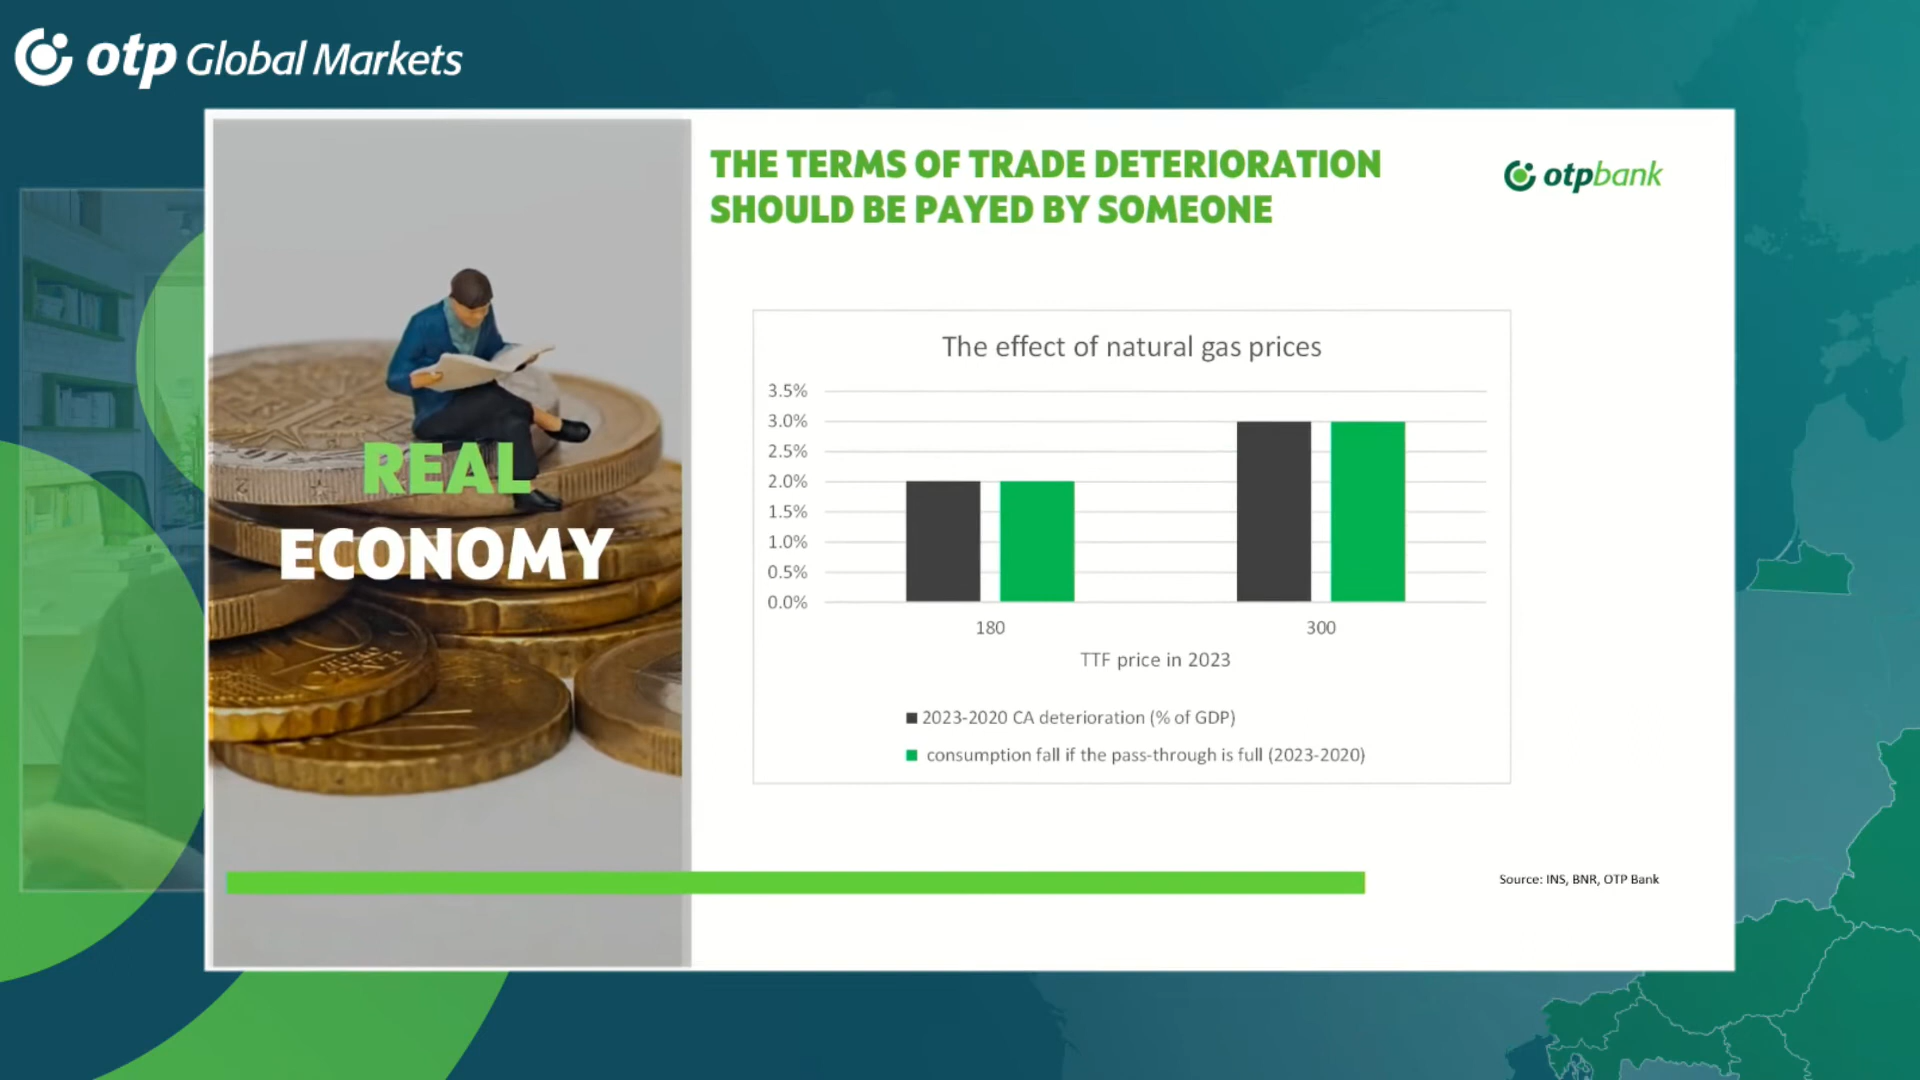 otp Global Markets
THE TERMS OF TRADE DETERIORATION
SHOULD BE PAYED BY SOMEONE
otpbank
REAL
ECONOMY
The effect of natural gas prices
3.5%
3.0%
2.5%
2.0%
1.5%
1.0%
0.5%
0.0%
180 300
TTF price in 2023
2023-2020 CA deterioration (% of GDP)
consumption fall if the pass-through is full (2023-2020)
Source: INS, BNR, OTP Bank